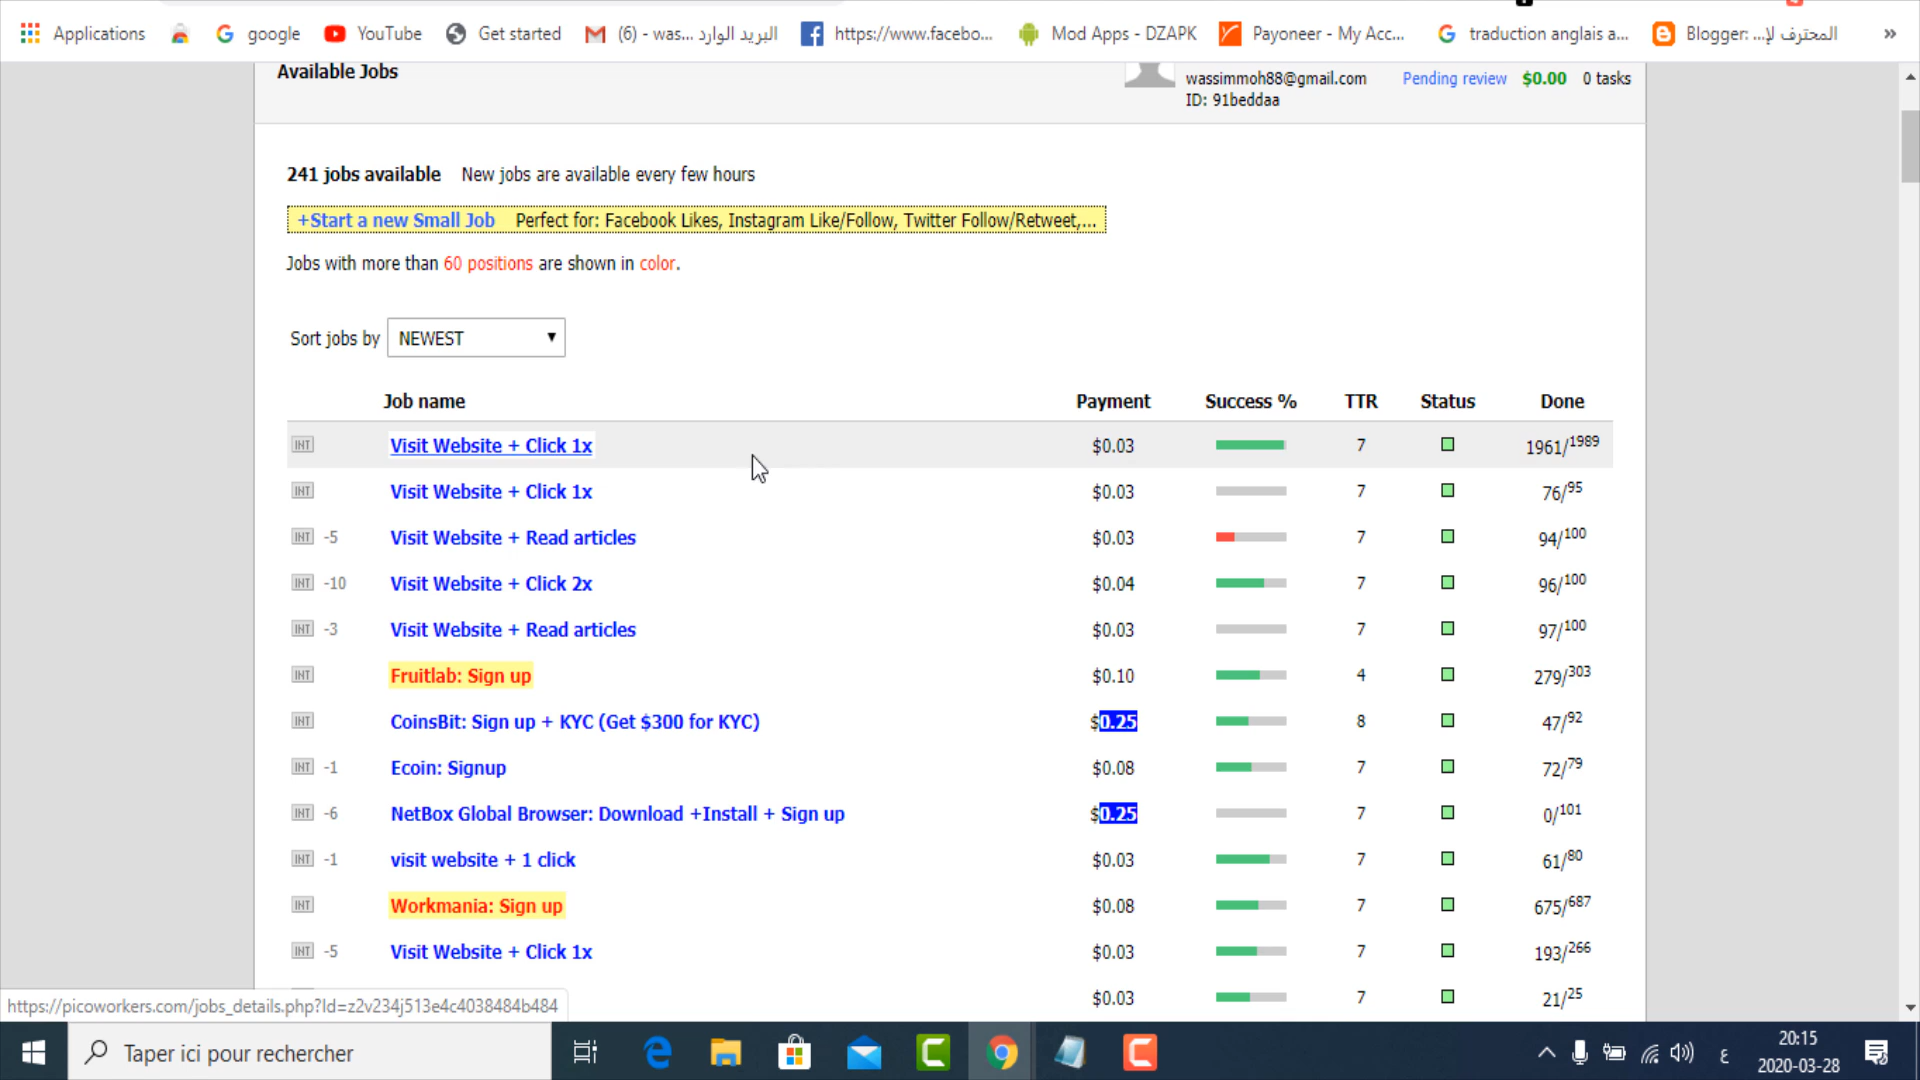 Applications google YouTube Get started (6) - was... البريد الوارد https://www.facebo... Mod Apps - DZAPK Payoneer - My Acc... traduction anglais a... Blogger: ...المحترف لإ »
Available Jobs
wassimmoh88@gmail.com Pending review $0.00 0 tasks
ID: 91beddaa
241 jobs available New jobs are available every few hours
+Start a new Small Job Perfect for: Facebook Likes, Instagram Like/Follow, Twitter Follow/Retweet,...
Jobs with more than 60 positions are shown in color.
Sort jobs by NEWEST
Job name Payment Success % TTR Status Done
INT Visit Website + Click 1x $0.03 7 1961/1989
INT Visit Website + Click 1x $0.03 7 76/95
INT -5 Visit Website + Read articles $0.03 7 94/100
INT -10 Visit Website + Click 2x $0.04 7 96/100
INT -3 Visit Website + Read articles $0.03 7 97/100
INT Fruitlab: Sign up $0.10 4 279/303
INT CoinsBit: Sign up + KYC (Get $300 for KYC) $0.25 8 47/92
INT -1 Ecoin: Signup $0.08 7 72/79
INT -6 NetBox Global Browser: Download +Install + Sign up $0.25 7 0/101
INT -1 visit website + 1 click $0.03 7 61/80
INT Workmania: Sign up $0.08 7 675/687
INT -5 Visit Website + Click 1x $0.03 7 193/266
$0.03 7 21/25
https://picoworkers.com/jobs_details.php?Id=z2v234j513e4c4038484b484
Taper ici pour rechercher ع 20:15
2020-03-28